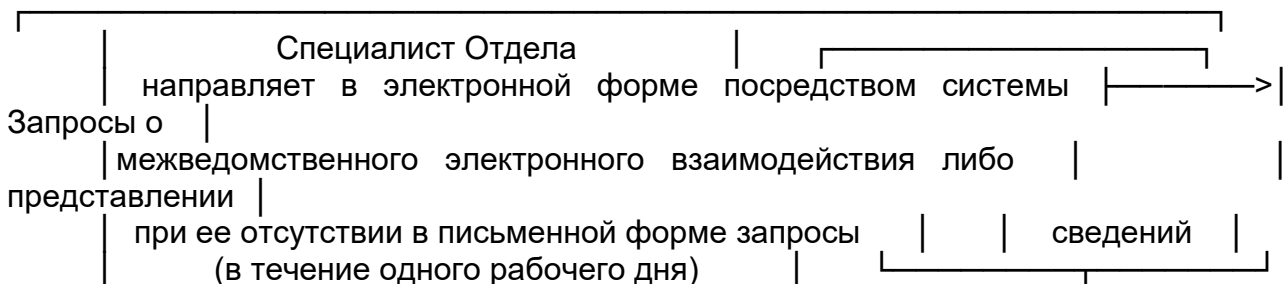 Специалист Отдела
направляет в электронной форме посредством системы
Запросы о
межведомственного электронного взаимодействия либо
представлении
при ее отсутствии в письменной форме запросы сведений
(в течение одного рабочего дня)